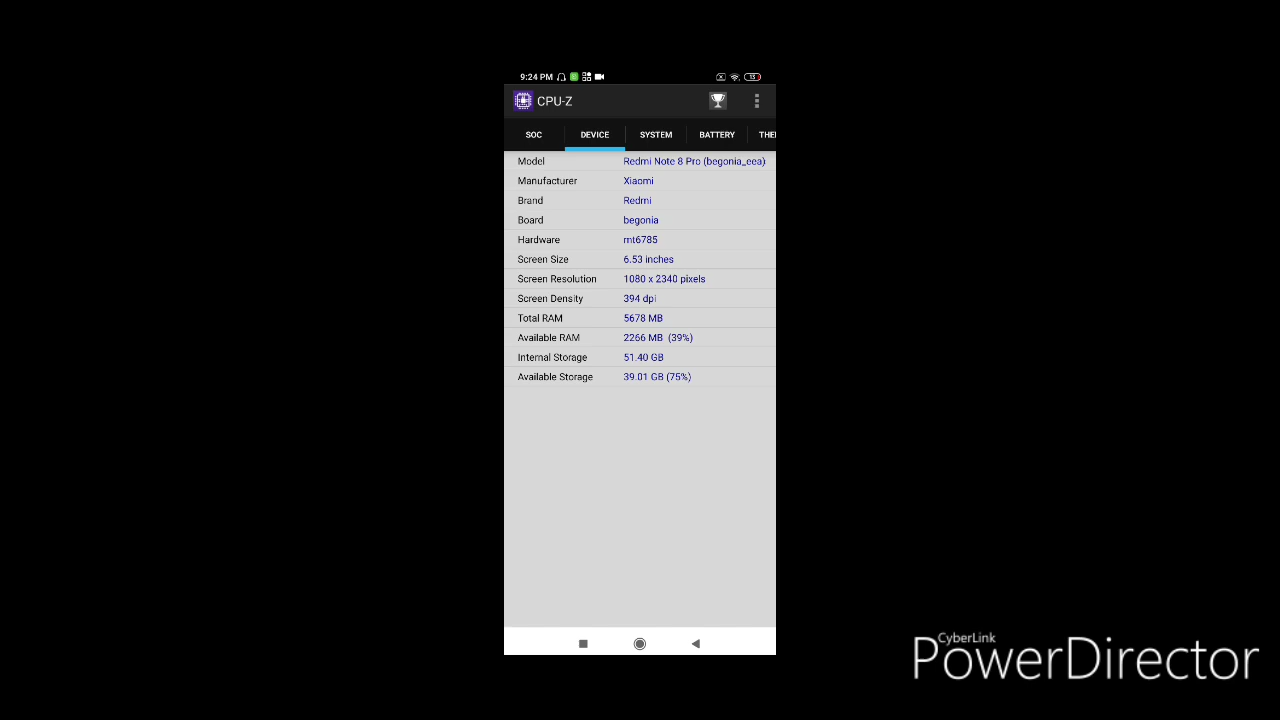 9:24 PM 13
CPU-Z
SOC DEVICE SYSTEM BATTERY THE
Model Redmi Note 8 Pro (begonia_eea)
Manufacturer Xiaomi
Brand Redmi
Board begonia
Hardware mt6785
Screen Size 6.53 inches
Screen Resolution 1080 x 2340 pixels
Screen Density 394 dpi
Total RAM 5678 MB
Available RAM 2266 MB (39%)
Internal Storage 51.40 GB
Available Storage 39.01 GB (75%)
CyberLink
PowerDirector